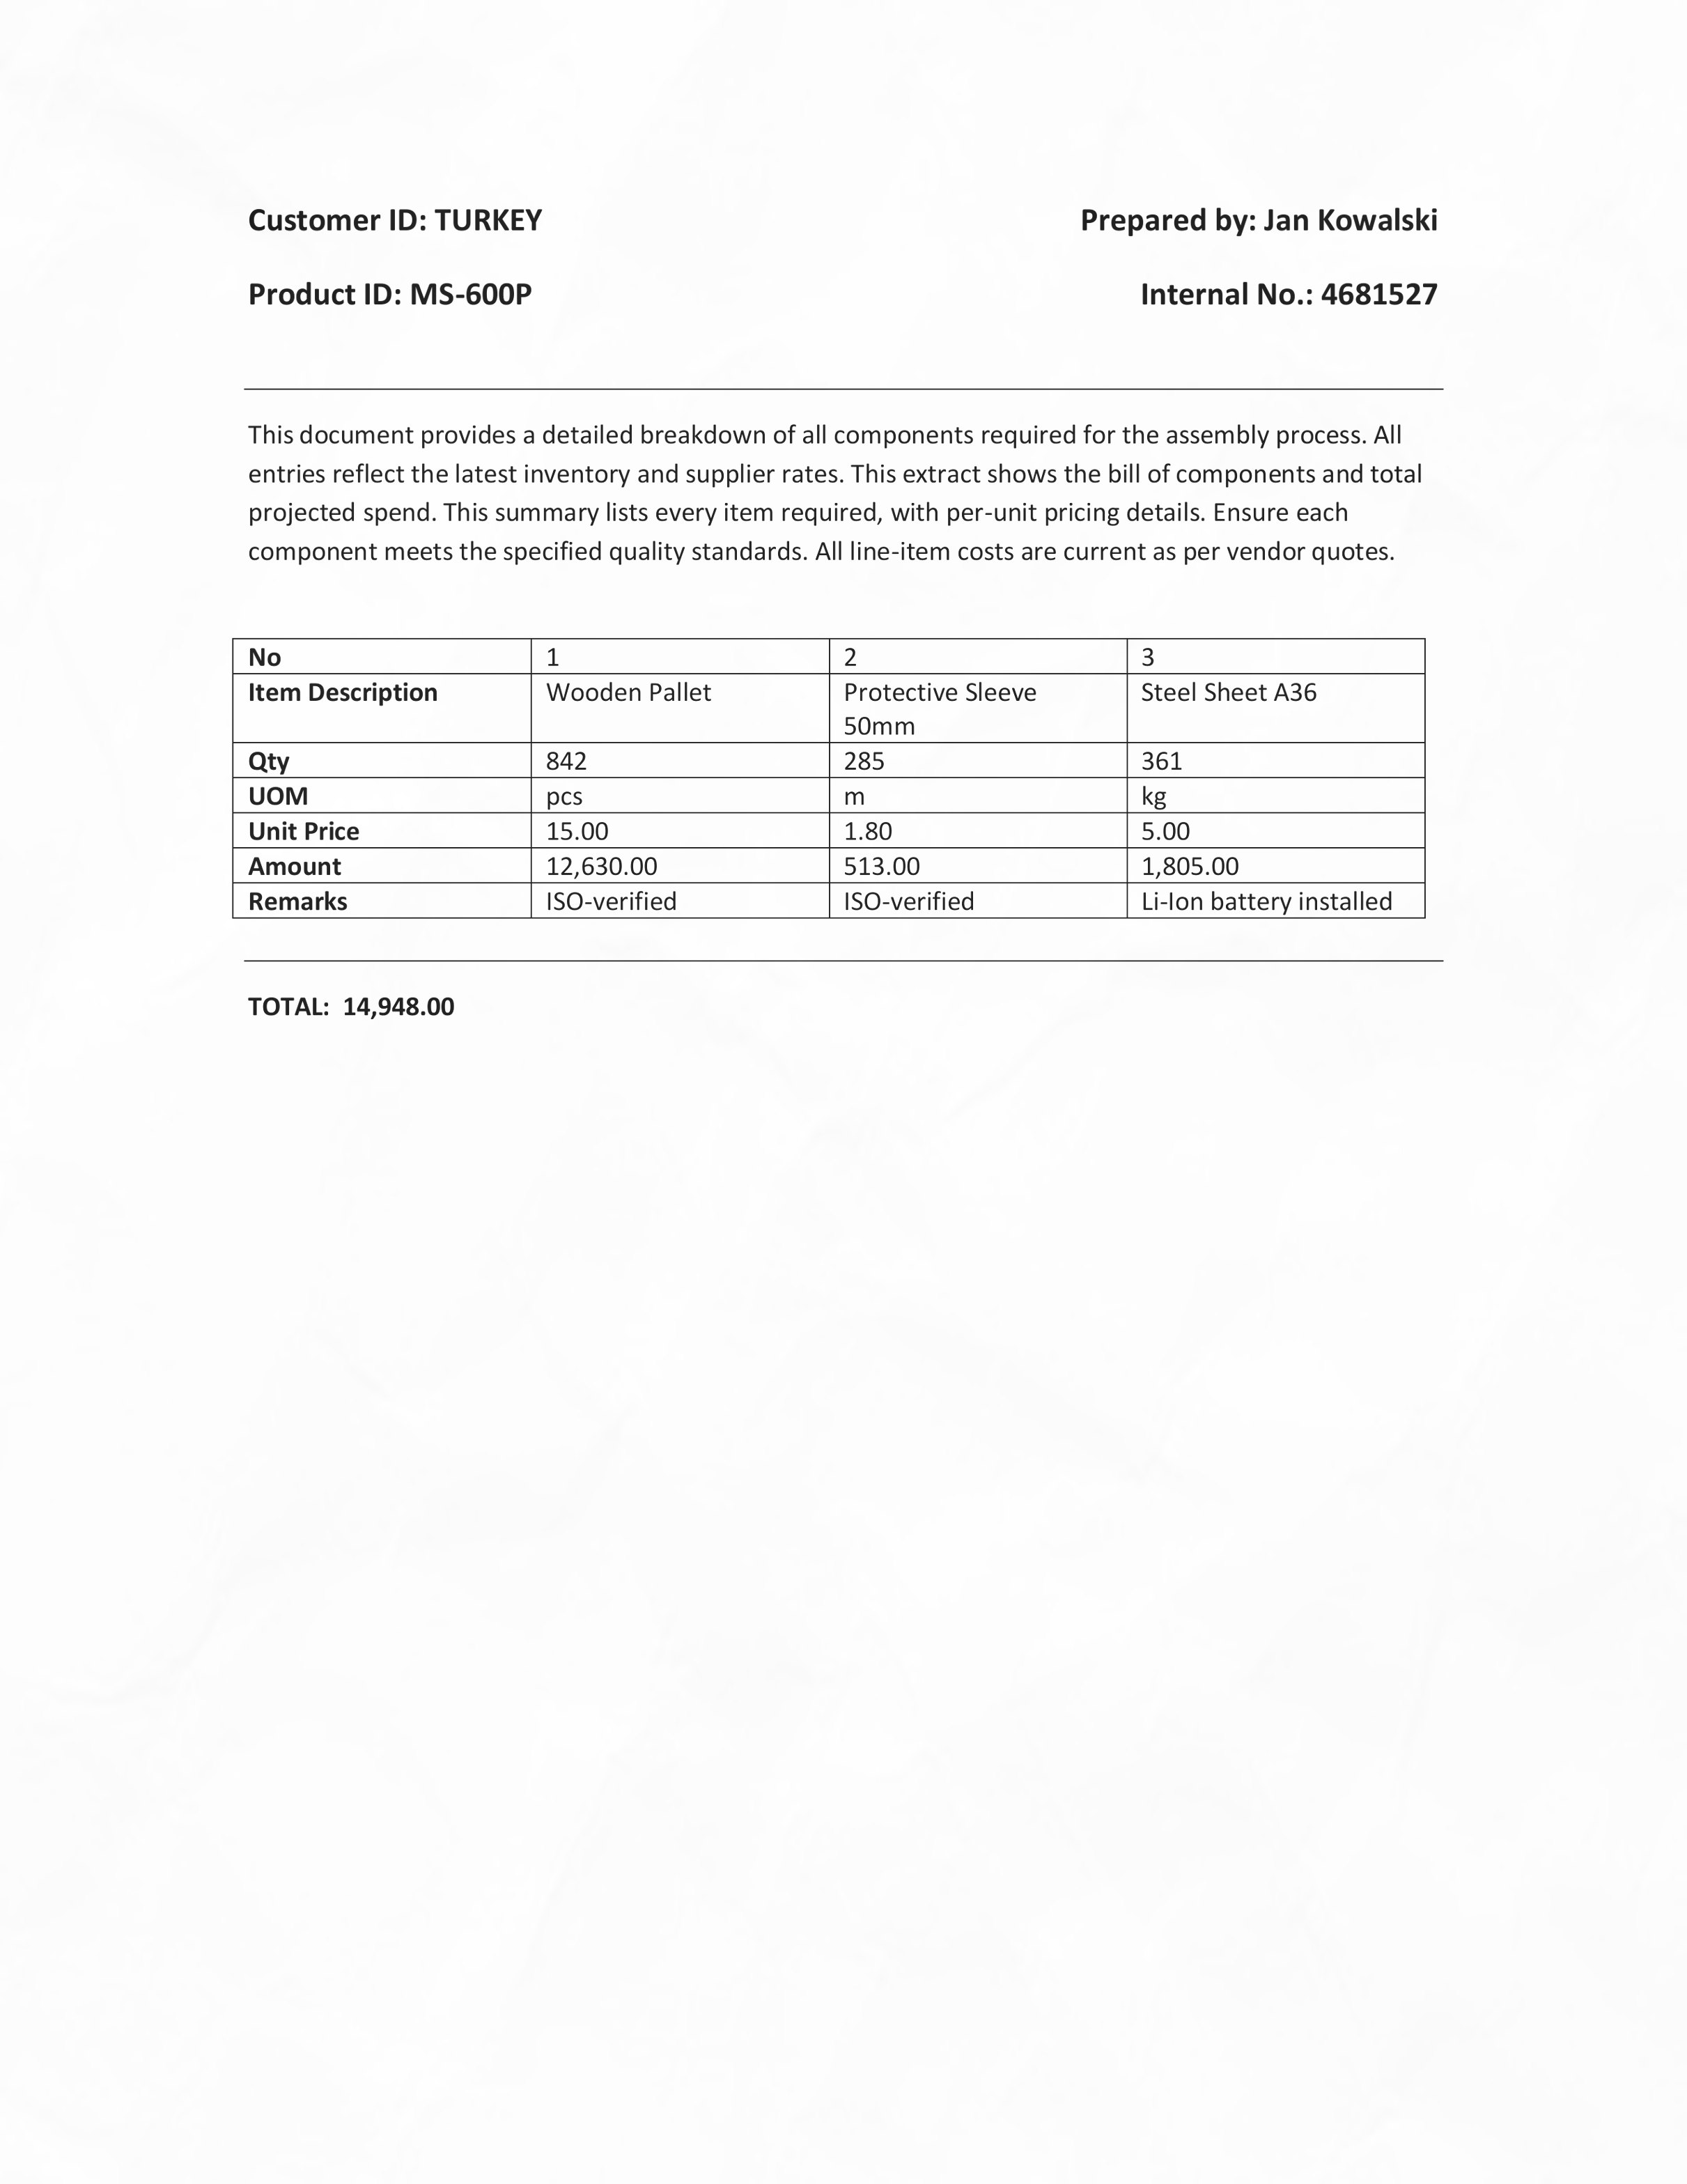 Customer ID: TURKEY Prepared by: Jan Kowalski
Product ID: MS-600P Internal No.: 4681527
This document provides a detailed breakdown of all components required for the assembly process. All
entries reflect the latest inventory and supplier rates. This extract shows the bill of components and total
projected spend. This summary lists every item required, with per-unit pricing details. Ensure each
component meets the specified quality standards. All line-item costs are current as per vendor quotes.
No 1 2 3
Item Description Wooden Pallet Protective Sleeve Steel Sheet A36
50mm
Qty 842 285 361
UOM pcs m kg
Unit Price 15.00 1.80 5.00
Amount 12,630.00 513.00 1,805.00
Remarks ISO-verified ISO-verified Li-Ion battery installed
TOTAL: 14,948.00